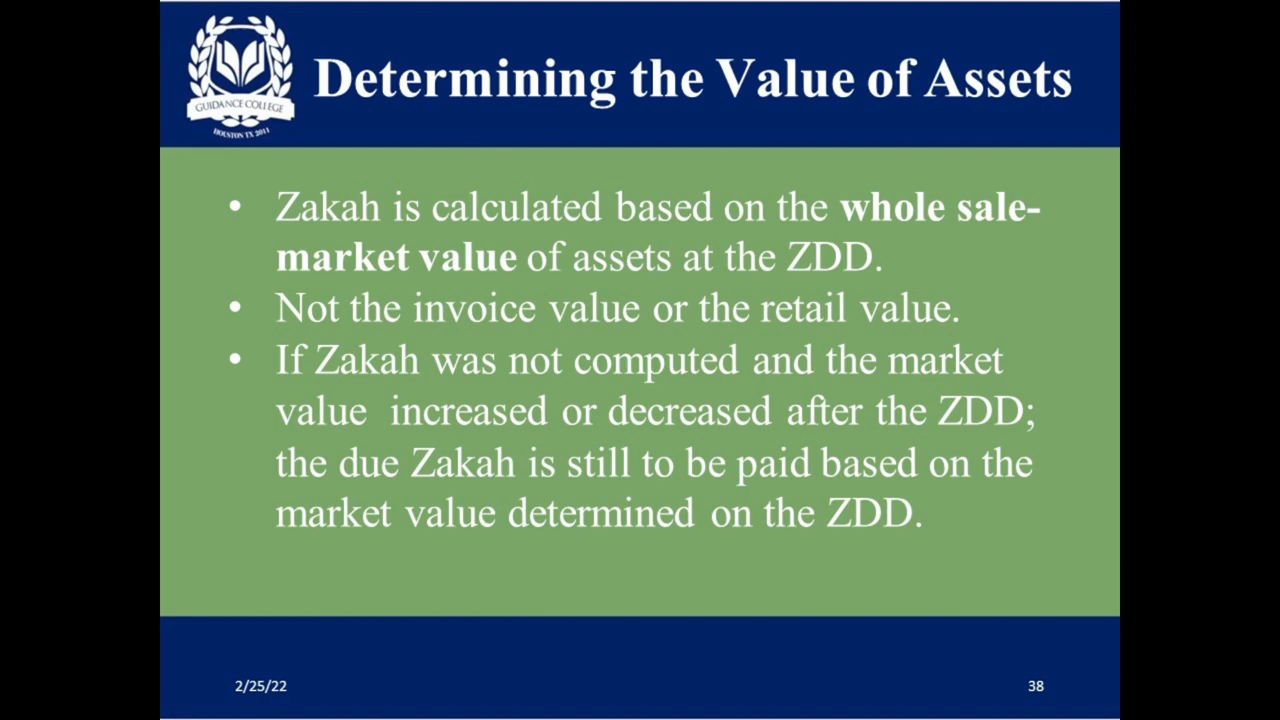 GUIDANCE COLLEGE
HOUSTON TX 2011
Determining the Value of Assets
• Zakah is calculated based on the whole sale-
market value of assets at the ZDD.
• Not the invoice value or the retail value.
• If Zakah was not computed and the market
value increased or decreased after the ZDD;
the due Zakah is still to be paid based on the
market value determined on the ZDD.
2/25/22
38